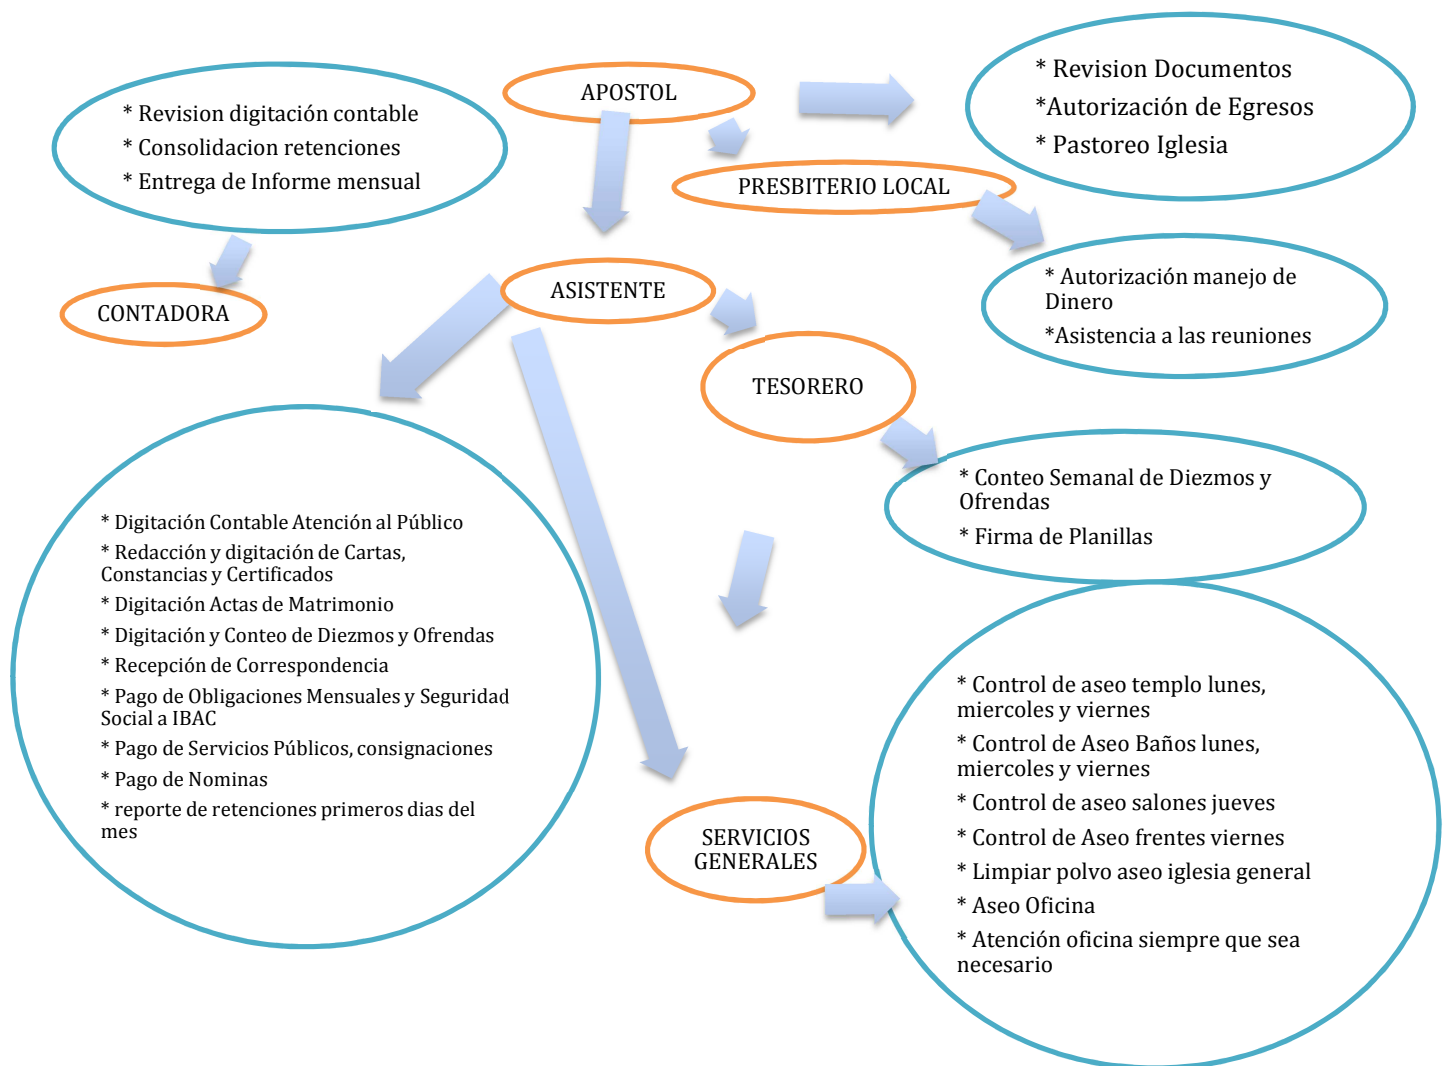 APOSTOL
* Revision Documentos
*Autorización de Egresos
* Pastoreo Iglesia
* Revision digitación contable
* Consolidacion retenciones
* Entrega de Informe mensual
PRESBITERIO LOCAL
CONTADORA
ASISTENTE
* Autorización manejo de
Dinero
*Asistencia a las reuniones
TESORERO
* Conteo Semanal de Diezmos y
Ofrendas
* Firma de Planillas
* Digitación Contable Atención al Público
* Redacción y digitación de Cartas,
Constancias y Certificados
* Digitación Actas de Matrimonio
* Digitación y Conteo de Diezmos y Ofrendas
* Recepción de Correspondencia
* Pago de Obligaciones Mensuales y Seguridad
Social a IBAC
* Pago de Servicios Públicos, consignaciones
* Pago de Nominas
* reporte de retenciones primeros dias del
mes
SERVICIOS
GENERALES
* Control de aseo templo lunes,
miercoles y viernes
* Control de Aseo Baños lunes,
miercoles y viernes
* Control de aseo salones jueves
* Control de Aseo frentes viernes
* Limpiar polvo aseo iglesia general
* Aseo Oficina
* Atención oficina siempre que sea
necesario